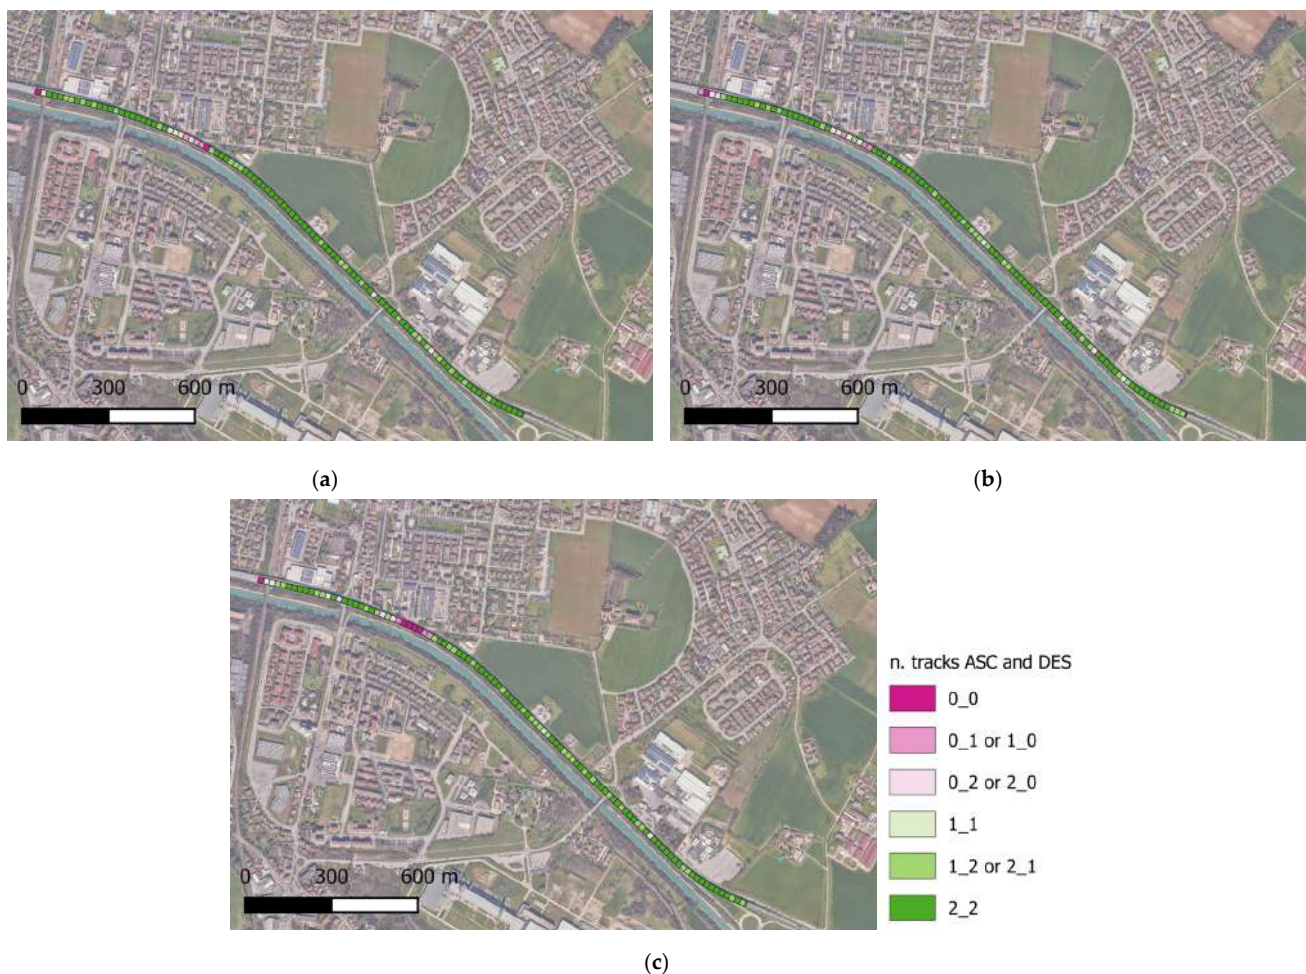 0 300 600 m
0 300 600 m
(a)
(b)
n. tracks ASC and DES
0_0
0_1 or 1_0
0_2 or 2_0
1_1
1_2 or 2_1
2_2
0 300 600 m
(c)